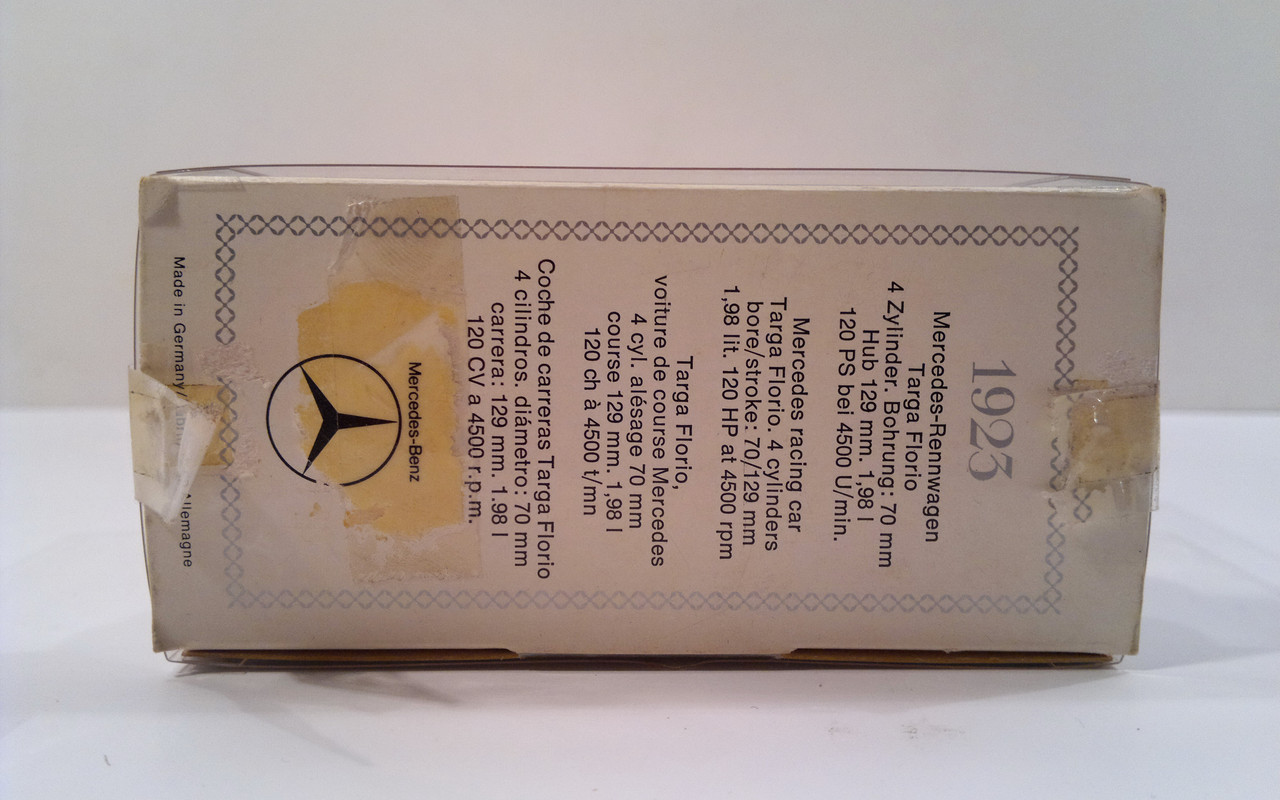 1923
Mercedes-Rennwagen
Targa Florio
4 Zylinder. Bohrung: 70 mm
Hub 129 mm. 1,98 l
120 PS bei 4500 U/min.
Mercedes racing car
Targa Florio. 4 cylinders
bore/stroke: 70/129 mm
1,98 lit. 120 HP at 4500 rpm
Targa Florio,
voiture de course Mercedes
4 cyl. alésage 70 mm
course 129 mm. 1,98 l
120 ch à 4500 t/mn
Coche de carreras Targa Florio
4 cilindros. diámetro: 70 mm
carrera: 129 mm. 1.98 l
120 CV a 4500 r.p.m.
Mercedes-Benz
Made in Germany/ Allemagne